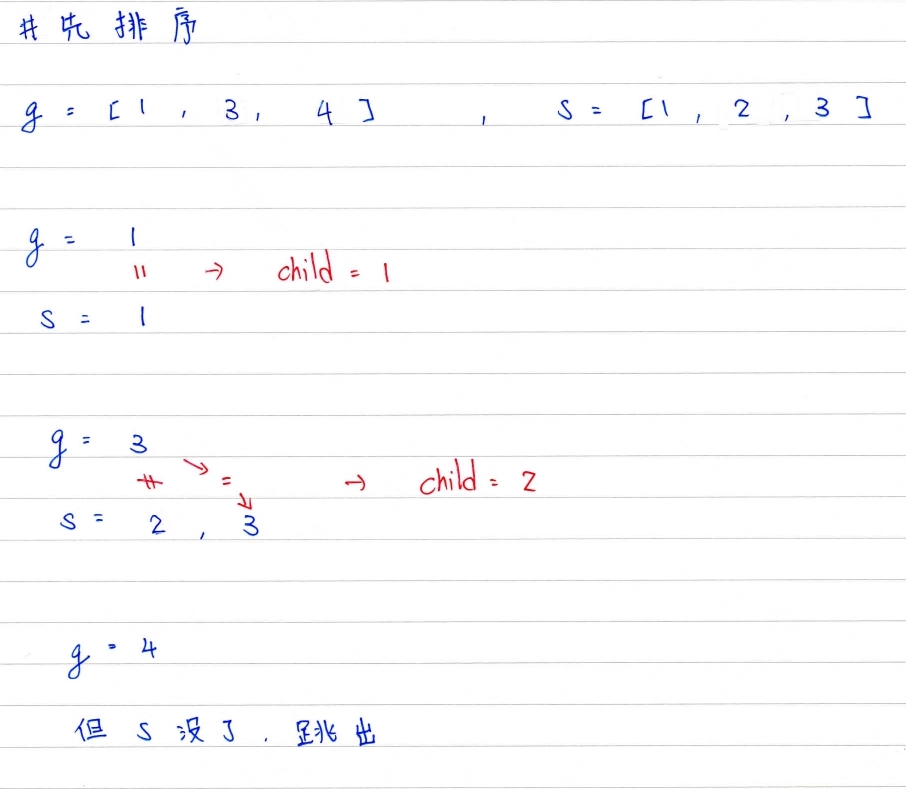 # 先排序
g = [1, 3, 4] , s = [1, 2, 3]
g = 1
= → child = 1
s = 1
g = 3
≠ ↘ = ↘ → child = 2
s = 2, 3
g = 4
但 s 没了，跳出